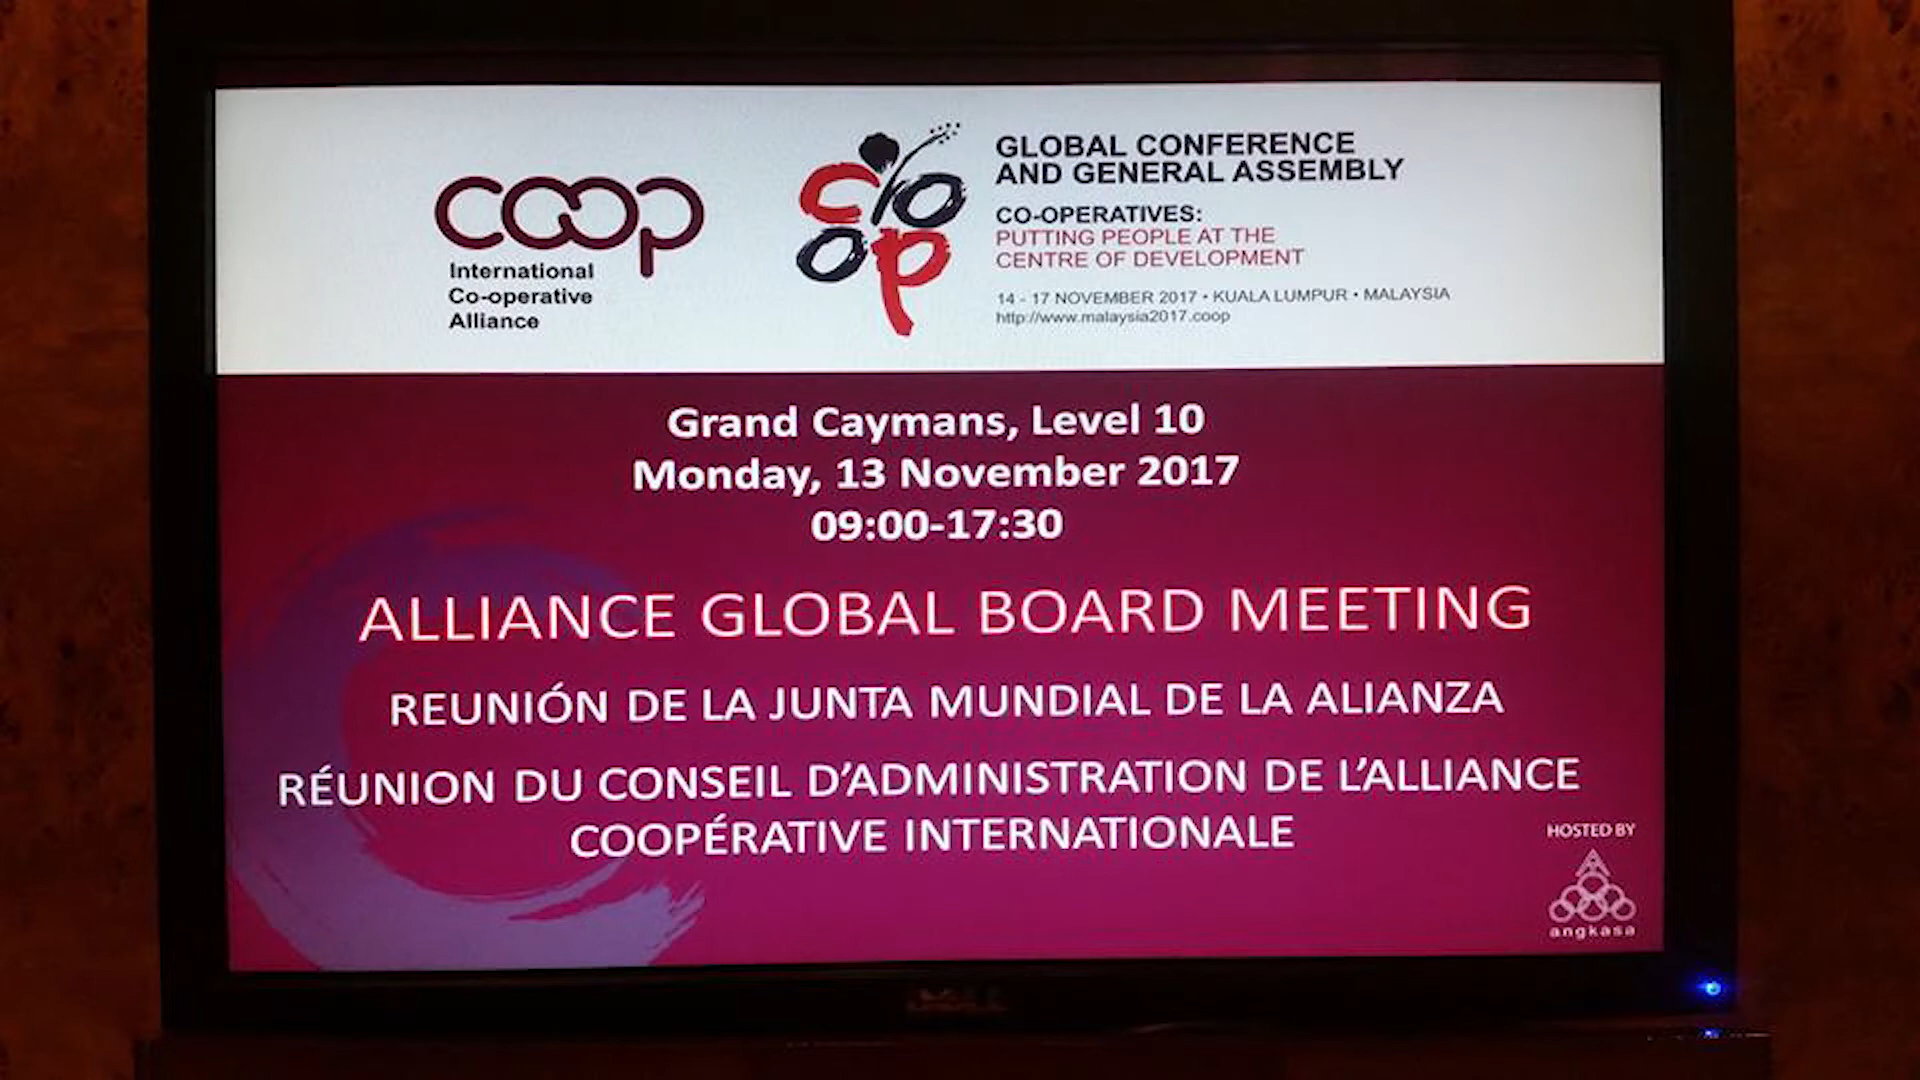 coop
International
Co-operative
Alliance
coop
GLOBAL CONFERENCE
AND GENERAL ASSEMBLY
CO-OPERATIVES:
PUTTING PEOPLE AT THE
CENTRE OF DEVELOPMENT
14 - 17 NOVEMBER 2017 • KUALA LUMPUR • MALAYSIA
http://www.malaysia2017.coop
Grand Caymans, Level 10
Monday, 13 November 2017
09:00-17:30
ALLIANCE GLOBAL BOARD MEETING
REUNIÓN DE LA JUNTA MUNDIAL DE LA ALIANZA
RÉUNION DU CONSEIL D’ADMINISTRATION DE L’ALLIANCE
COOPÉRATIVE INTERNATIONALE
HOSTED BY
angkasa